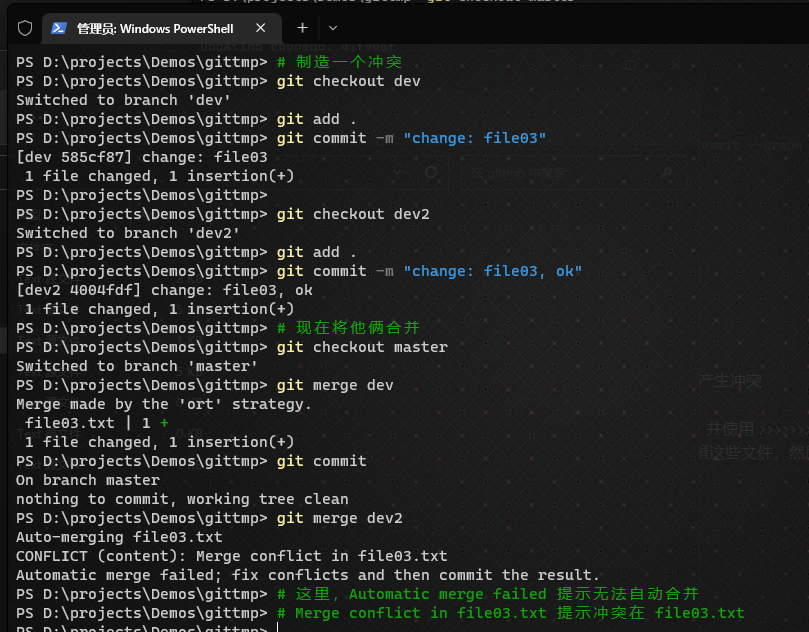 管理员: Windows PowerShell
PS D:\projects\Demos\gittmp> # 制造一个冲突
PS D:\projects\Demos\gittmp> git checkout dev
Switched to branch 'dev'
PS D:\projects\Demos\gittmp> git add .
PS D:\projects\Demos\gittmp> git commit -m "change: file03"
[dev 585cf87] change: file03
 1 file changed, 1 insertion(+)
PS D:\projects\Demos\gittmp>
PS D:\projects\Demos\gittmp> git checkout dev2
Switched to branch 'dev2'
PS D:\projects\Demos\gittmp> git add .
PS D:\projects\Demos\gittmp> git commit -m "change: file03, ok"
[dev2 4004fdf] change: file03, ok
 1 file changed, 1 insertion(+)
PS D:\projects\Demos\gittmp> # 现在将他俩合并
PS D:\projects\Demos\gittmp> git checkout master
Switched to branch 'master'
PS D:\projects\Demos\gittmp> git merge dev
Merge made by the 'ort' strategy.
 file03.txt | 1 +
 1 file changed, 1 insertion(+)
PS D:\projects\Demos\gittmp> git commit
On branch master
nothing to commit, working tree clean
PS D:\projects\Demos\gittmp> git merge dev2
Auto-merging file03.txt
CONFLICT (content): Merge conflict in file03.txt
Automatic merge failed; fix conflicts and then commit the result.
PS D:\projects\Demos\gittmp> # 这里，Automatic merge failed 提示无法自动合并
PS D:\projects\Demos\gittmp> # Merge conflict in file03.txt 提示冲突在 file03.txt
PS D:\projects\Demos\gittmp>
产生冲突
并使用 >>>>>